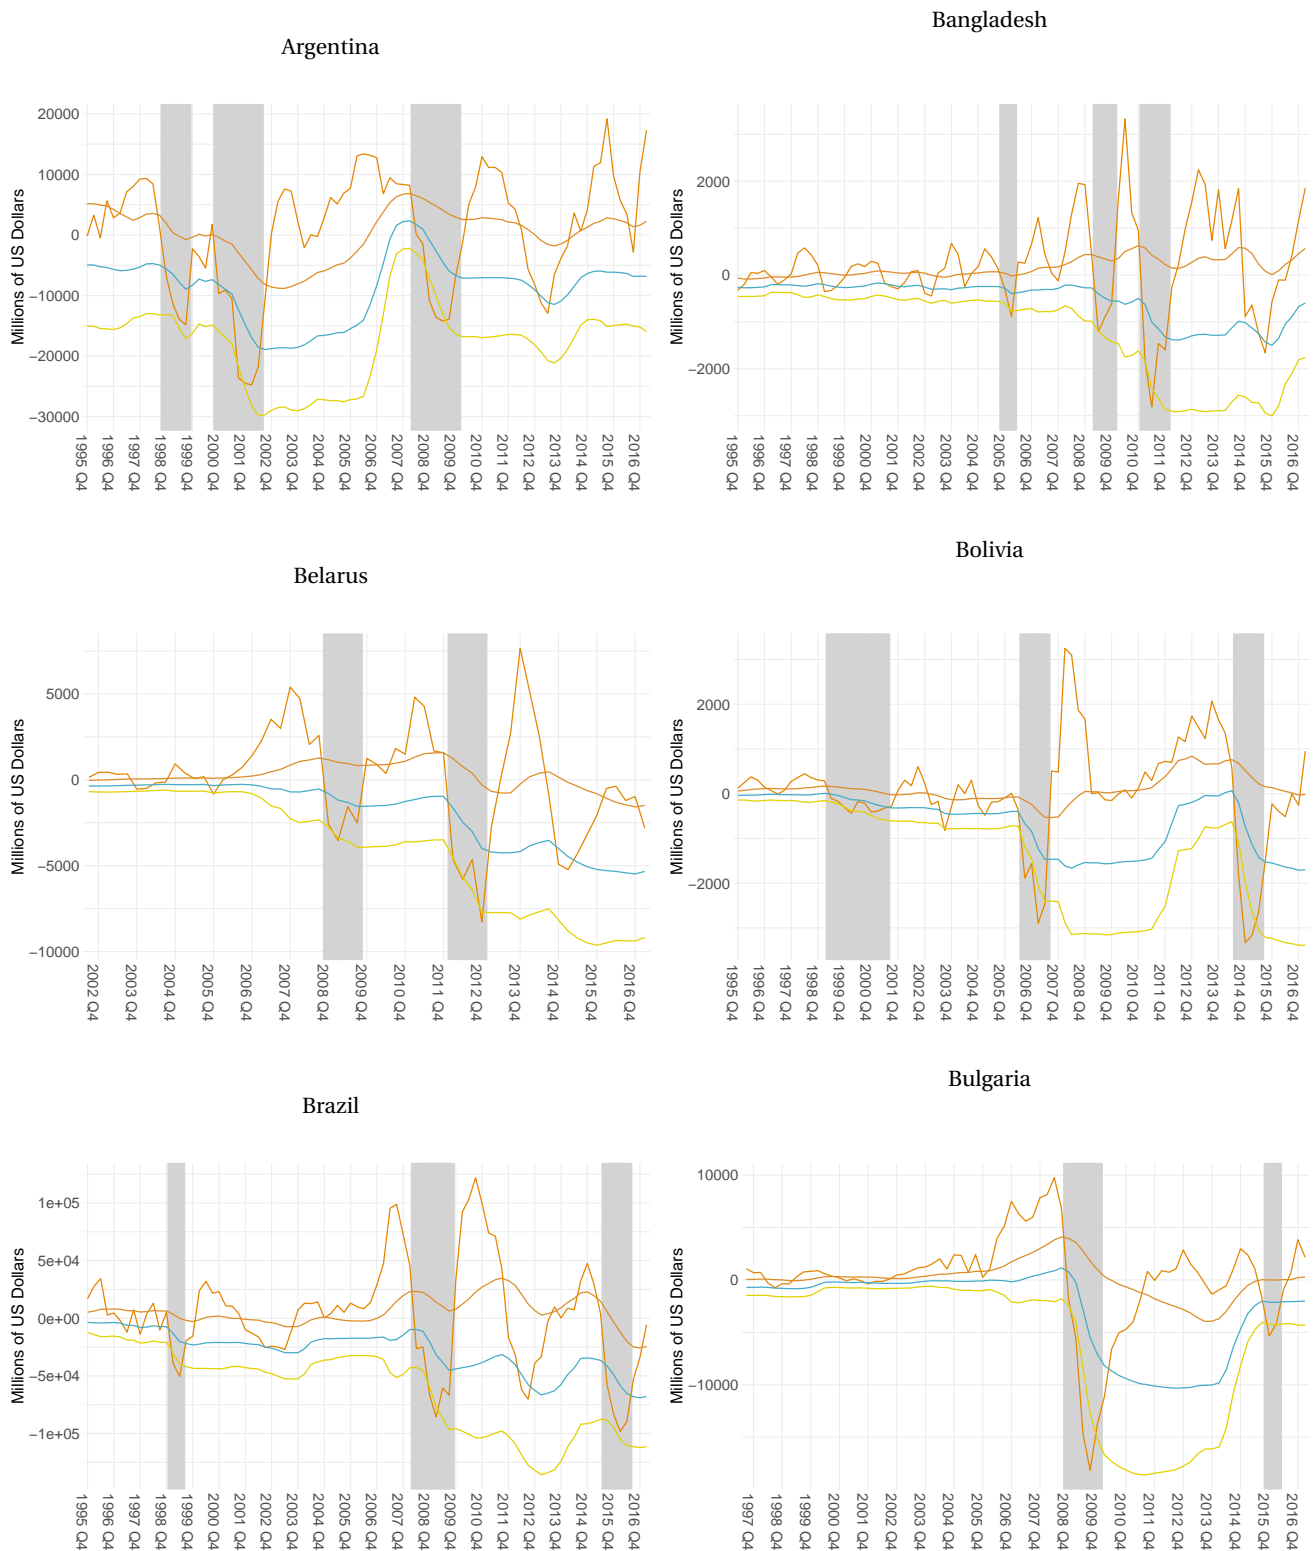 Argentina
Millions of US Dollars
20000
10000
0
−10000
−20000
−30000
1995 Q4
1996 Q4
1997 Q4
1998 Q4
1999 Q4
2000 Q4
2001 Q4
2002 Q4
2003 Q4
2004 Q4
2005 Q4
2006 Q4
2007 Q4
2008 Q4
2009 Q4
2010 Q4
2011 Q4
2012 Q4
2013 Q4
2014 Q4
2015 Q4
2016 Q4
Bangladesh
Millions of US Dollars
2000
0
−2000
1995 Q4
1996 Q4
1997 Q4
1998 Q4
1999 Q4
2000 Q4
2001 Q4
2002 Q4
2003 Q4
2004 Q4
2005 Q4
2006 Q4
2007 Q4
2008 Q4
2009 Q4
2010 Q4
2011 Q4
2012 Q4
2013 Q4
2014 Q4
2015 Q4
2016 Q4
Belarus
Millions of US Dollars
5000
0
−5000
−10000
2002 Q4
2003 Q4
2004 Q4
2005 Q4
2006 Q4
2007 Q4
2008 Q4
2009 Q4
2010 Q4
2011 Q4
2012 Q4
2013 Q4
2014 Q4
2015 Q4
2016 Q4
Bolivia
Millions of US Dollars
2000
0
−2000
1995 Q4
1996 Q4
1997 Q4
1998 Q4
1999 Q4
2000 Q4
2001 Q4
2002 Q4
2003 Q4
2004 Q4
2005 Q4
2006 Q4
2007 Q4
2008 Q4
2009 Q4
2010 Q4
2011 Q4
2012 Q4
2013 Q4
2014 Q4
2015 Q4
2016 Q4
Brazil
Millions of US Dollars
1e+05
5e+04
0e+00
−5e+04
−1e+05
1995 Q4
1996 Q4
1997 Q4
1998 Q4
1999 Q4
2000 Q4
2001 Q4
2002 Q4
2003 Q4
2004 Q4
2005 Q4
2006 Q4
2007 Q4
2008 Q4
2009 Q4
2010 Q4
2011 Q4
2012 Q4
2013 Q4
2014 Q4
2015 Q4
2016 Q4
Bulgaria
Millions of US Dollars
10000
0
−10000
1997 Q4
1998 Q4
1999 Q4
2000 Q4
2001 Q4
2002 Q4
2003 Q4
2004 Q4
2005 Q4
2006 Q4
2007 Q4
2008 Q4
2009 Q4
2010 Q4
2011 Q4
2012 Q4
2013 Q4
2014 Q4
2015 Q4
2016 Q4